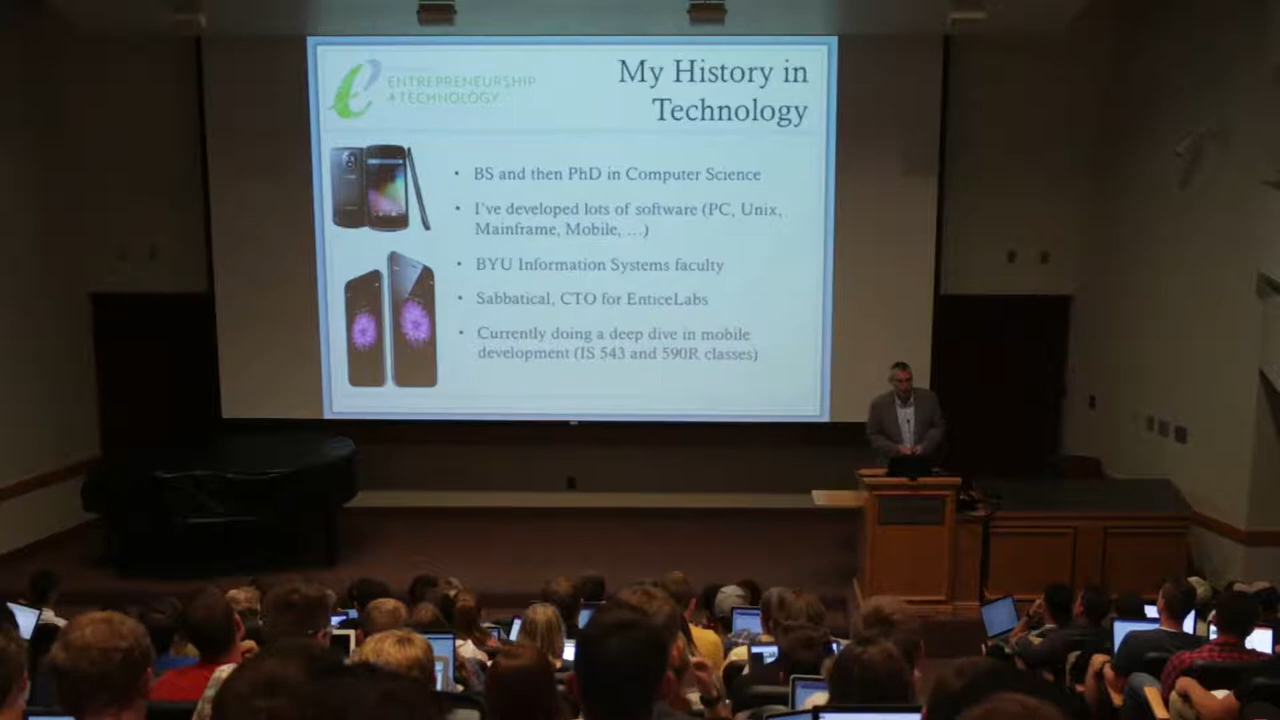 ENTREPRENEURSHIP
+ TECHNOLOGY
My History in
Technology
• BS and then PhD in Computer Science
• I've developed lots of software (PC, Unix,
Mainframe, Mobile, …)
• BYU Information Systems faculty
• Sabbatical, CTO for EnticeLabs
• Currently doing a deep dive in mobile
development (IS 543 and 590R classes)